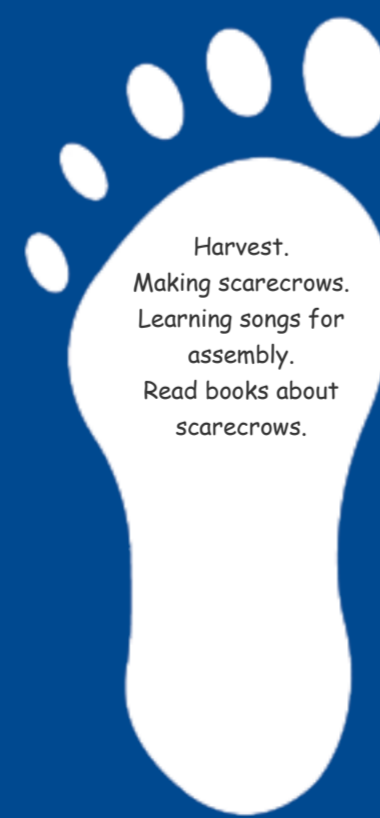 Harvest.
Making scarecrows.
Learning songs for
assembly.
Read books about
scarecrows.